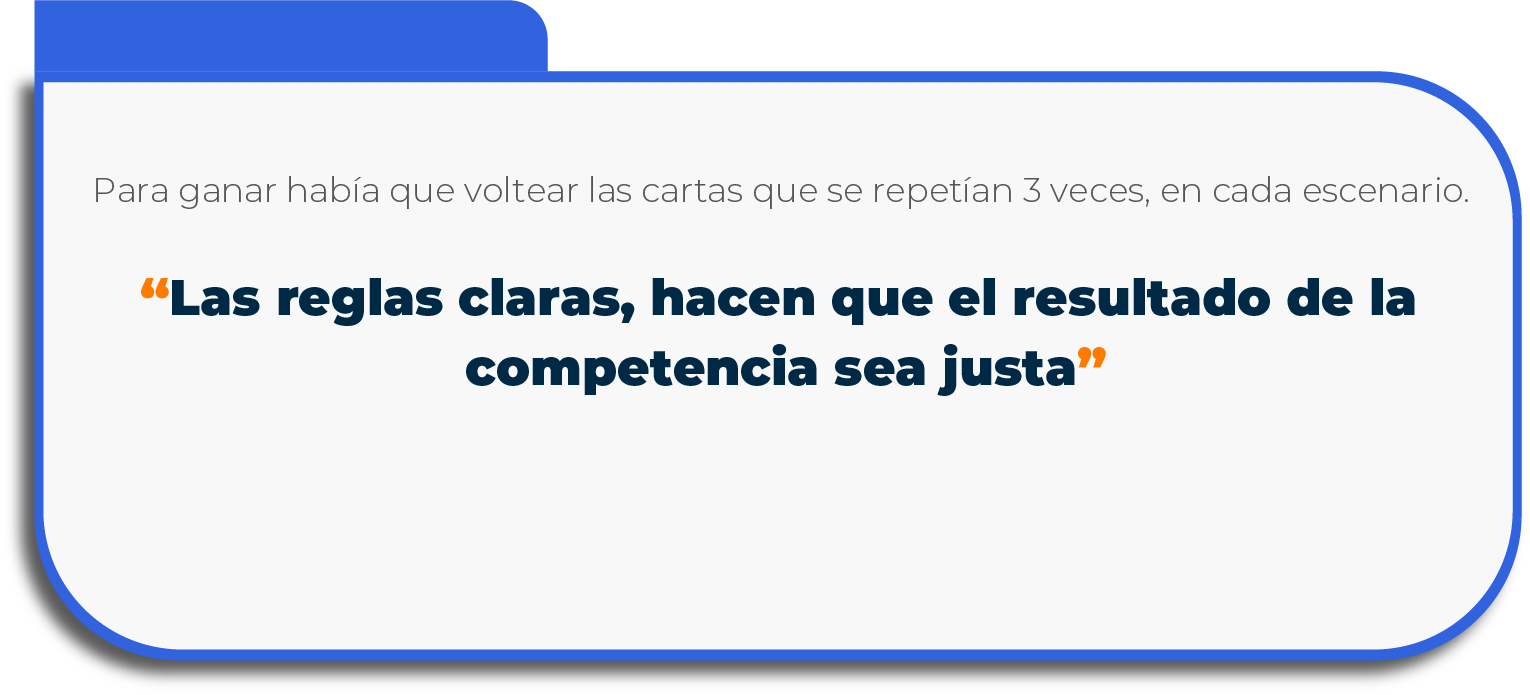 Para ganar había que voltear las cartas que se repetían 3 veces, en cada escenario.
“Las reglas claras, hacen que el resultado de la
competencia sea justa”